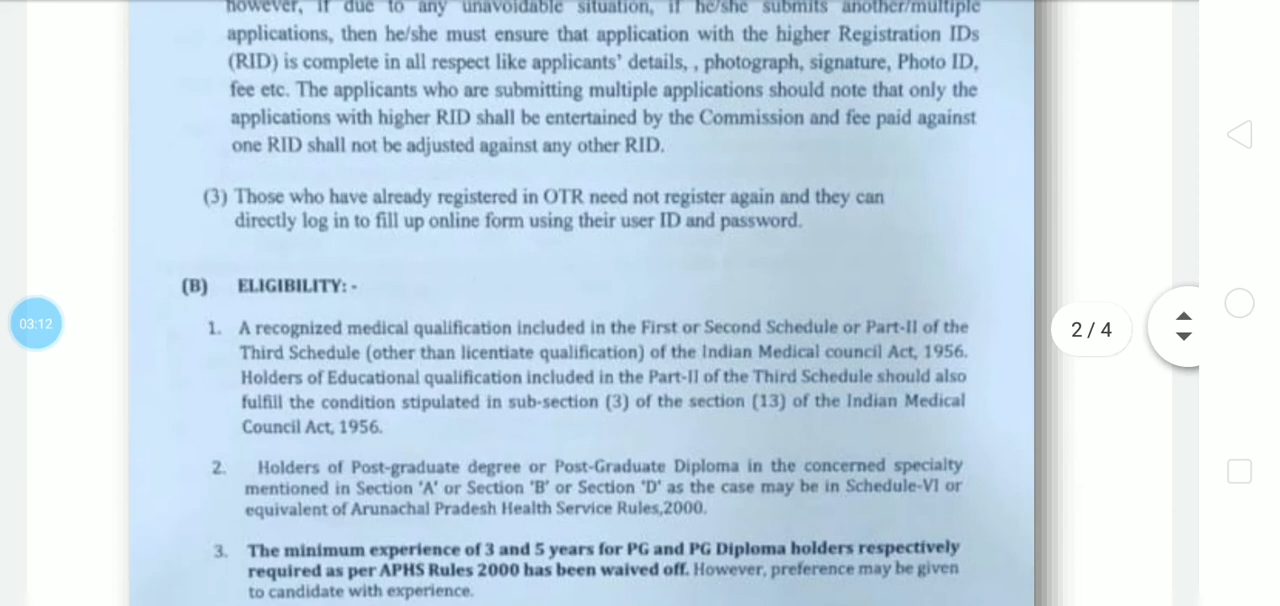 however, if due to any unavoidable situation, if he/she submits another/multiple
applications, then he/she must ensure that application with the higher Registration IDs
(RID) is complete in all respect like applicants' details, , photograph, signature, Photo ID,
fee etc. The applicants who are submitting multiple applications should note that only the
applications with higher RID shall be entertained by the Commission and fee paid against
one RID shall not be adjusted against any other RID.
(3) Those who have already registered in OTR need not register again and they can
directly log in to fill up online form using their user ID and password.
(B) ELIGIBILITY: -
1. A recognized medical qualification included in the First or Second Schedule or Part-II of the
Third Schedule (other than licentiate qualification) of the Indian Medical council Act, 1956.
Holders of Educational qualification included in the Part-II of the Third Schedule should also
fulfill the condition stipulated in sub-section (3) of the section (13) of the Indian Medical
Council Act, 1956.
03:12
2 / 4
2. Holders of Post-graduate degree or Post-Graduate Diploma in the concerned specialty
mentioned in Section 'A' or Section 'B' or Section 'D' as the case may be in Schedule-VI or
equivalent of Arunachal Pradesh Health Service Rules,2000.
3. The minimum experience of 3 and 5 years for PG and PG Diploma holders respectively
required as per APHS Rules 2000 has been waived off. However, preference may be given
to candidate with experience.